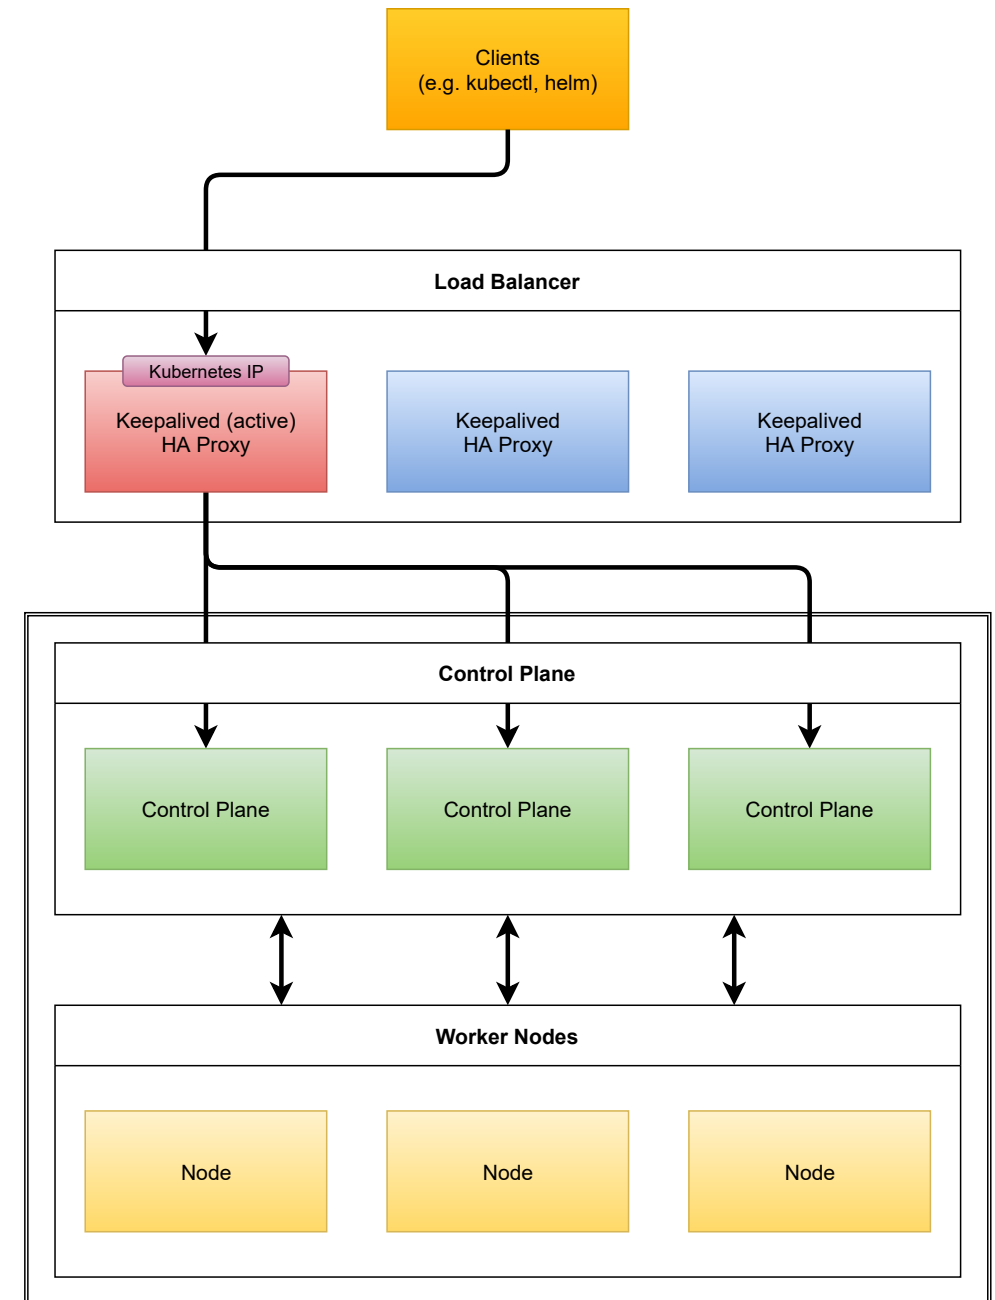 Clients
(e.g. kubectl, helm)
Load Balancer
Kubernetes IP
Keepalived (active)
HA Proxy
Keepalived
HA Proxy
Keepalived
HA Proxy
Control Plane
Control Plane
Control Plane
Control Plane
Worker Nodes
Node
Node
Node